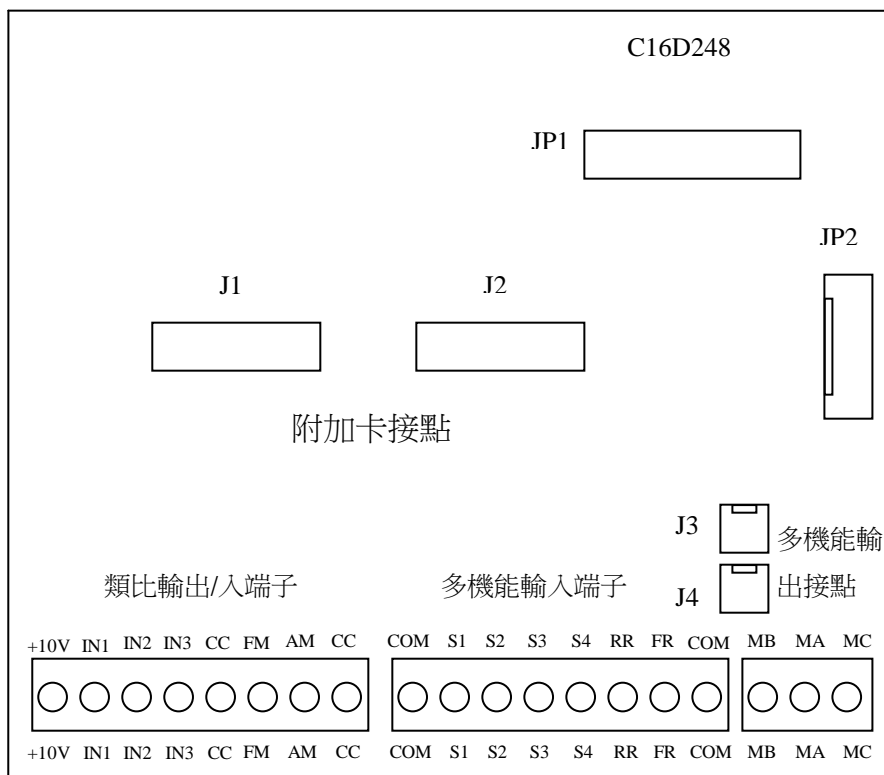 C16D248
JP1
JP2
J1
J2
附加卡接點
J3
多機能輸
類比輸出/入端子
多機能輸入端子
J4
出接點
+10V IN1 IN2 IN3 CC FM AM CC
COM S1 S2 S3 S4 RR FR COM
MB MA MC
+10V IN1 IN2 IN3 CC FM AM CC
COM S1 S2 S3 S4 RR FR COM
MB MA MC